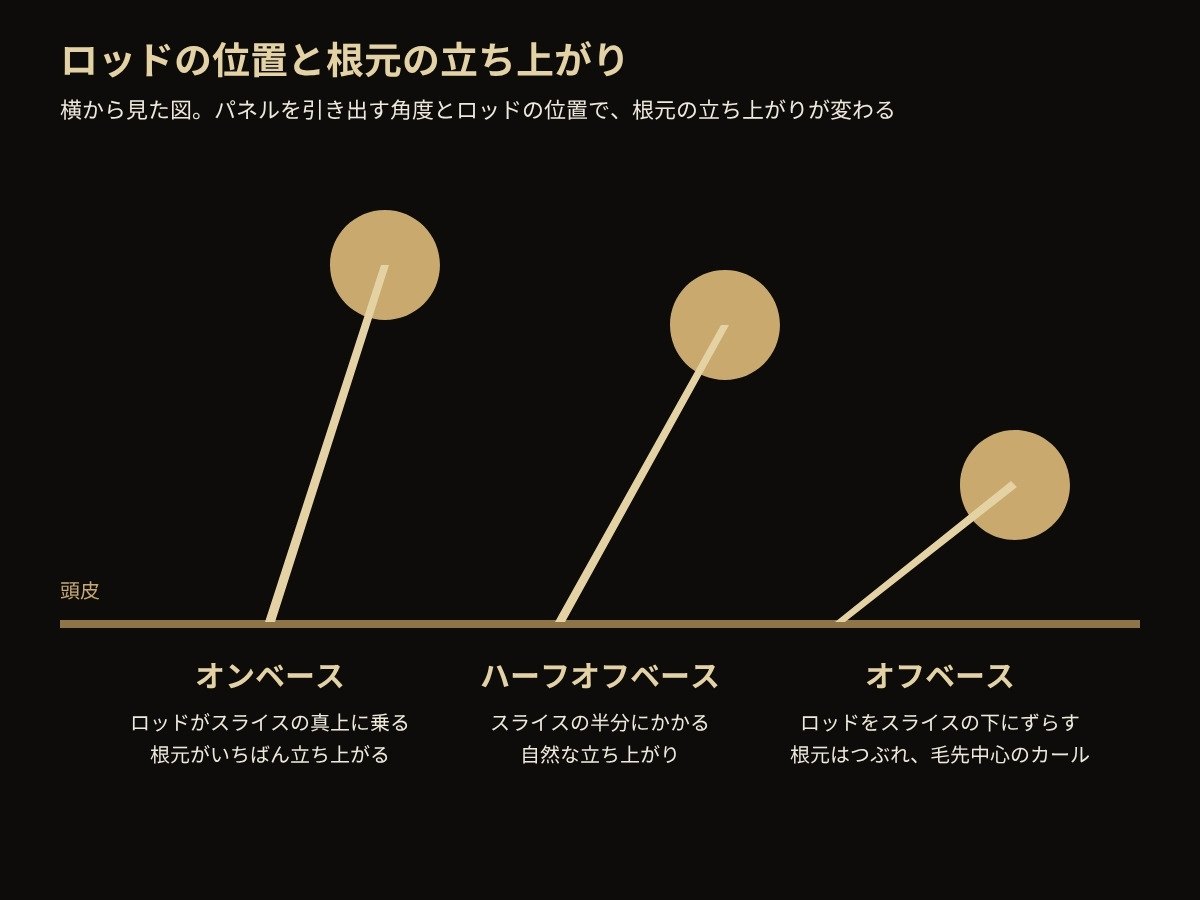 ロッドの位置と根元の立ち上がり
横から見た図。パネルを引き出す角度とロッドの位置で、根元の立ち上がりが変わる
頭皮
オンベース
ロッドがスライスの真上に乗る
根元がいちばん立ち上がる
ハーフオフベース
スライスの半分にかかる
自然な立ち上がり
オフベース
ロッドをスライスの下にずらす
根元はつぶれ、毛先中心のカール